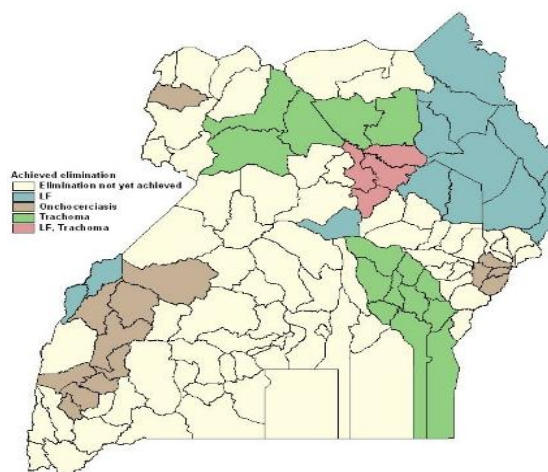 Achieved elimination
Elimination not yet achieved
LF
Onchocerciasis
Trachoma
LF, Trachoma